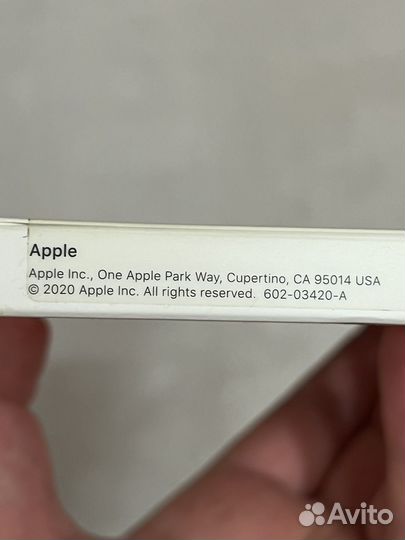 Apple
Apple Inc., One Apple Park Way, Cupertino, CA 95014 USA
© 2020 Apple Inc. All rights reserved. 602-03420-A
Avito